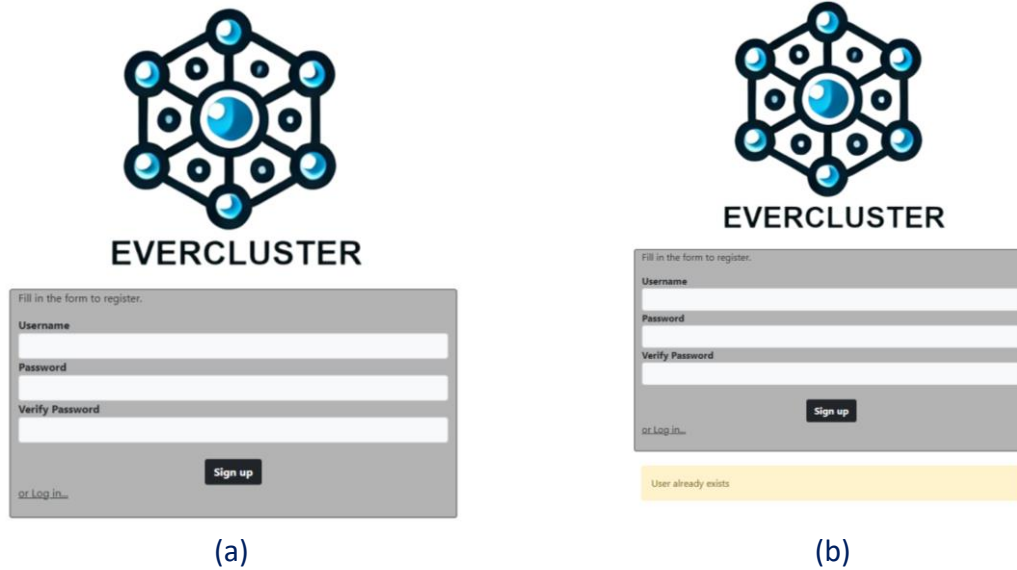 EVERCLUSTER
Fill in the form to register.
Username
Password
Verify Password
Sign up
or Log in...
(a)
EVERCLUSTER
Fill in the form to register.
Username
Password
Verify Password
Sign up
or Log in...
User already exists
(b)